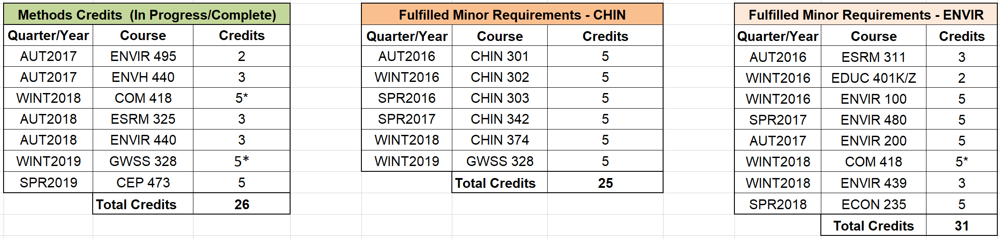 Methods Credits  (In Progress/Complete)
Quarter/Year Course Credits
AUT2017 ENVIR 495 2
AUT2017 ENVH 440 3
WINT2018 COM 418 5*
AUT2018 ESRM 325 3
AUT2018 ENVIR 440 3
WINT2019 GWSS 328 5*
SPR2019 CEP 473 5
Total Credits 26
Fulfilled Minor Requirements - CHIN
Quarter/Year Course Credits
AUT2016 CHIN 301 5
WINT2016 CHIN 302 5
SPR2016 CHIN 303 5
SPR2017 CHIN 342 5
WINT2018 CHIN 374 5
WINT2019 GWSS 328 5
Total Credits 25
Fulfilled Minor Requirements - ENVIR
Quarter/Year Course Credits
AUT2016 ESRM 311 3
WINT2016 EDUC 401K/Z 2
WINT2016 ENVIR 100 5
SPR2017 ENVIR 480 5
AUT2017 ENVIR 200 5
WINT2018 COM 418 5*
WINT2018 ENVIR 439 3
SPR2018 ECON 235 5
Total Credits 31